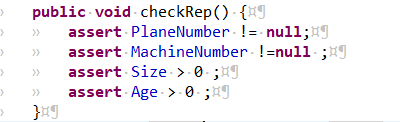 public void checkRep() {
assert PlaneNumber != null;
assert MachineNumber !=null ;
assert Size > 0 ;
assert Age > 0 ;
}